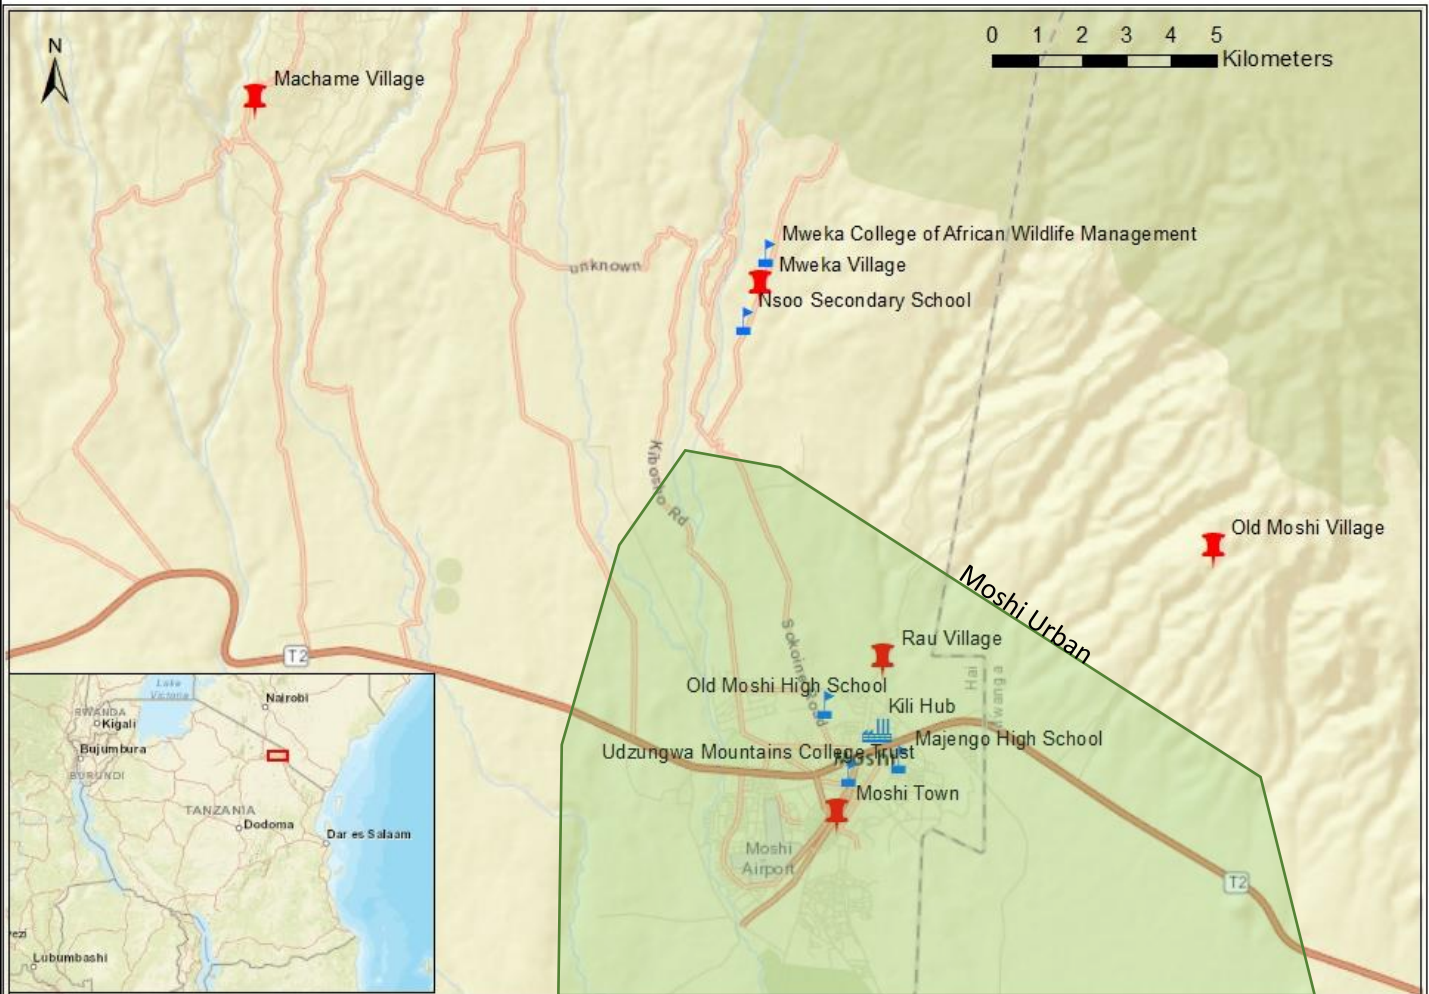 N
0 1 2 3 4 5
Kilometers
Machame Village
Mweka College of African Wildlife Management
unknown
Mweka Village
Nsoo Secondary School
Kibosho Rd
Old Moshi Village
Moshi Urban
Sokoine Road
Rau Village
T2
Hai
Old Moshi High School
Kili Hub
Majengo High School
Udzungwa Mountains College Trust
Moshi
Moshi Town
Moshi
Airport
T2
Lake
Victoria
Nairobi
RWANDA
Kigali
Bujumbura
BURUNDI
TANZANIA
Dodoma
Dar es Salaam
Lubumbashi